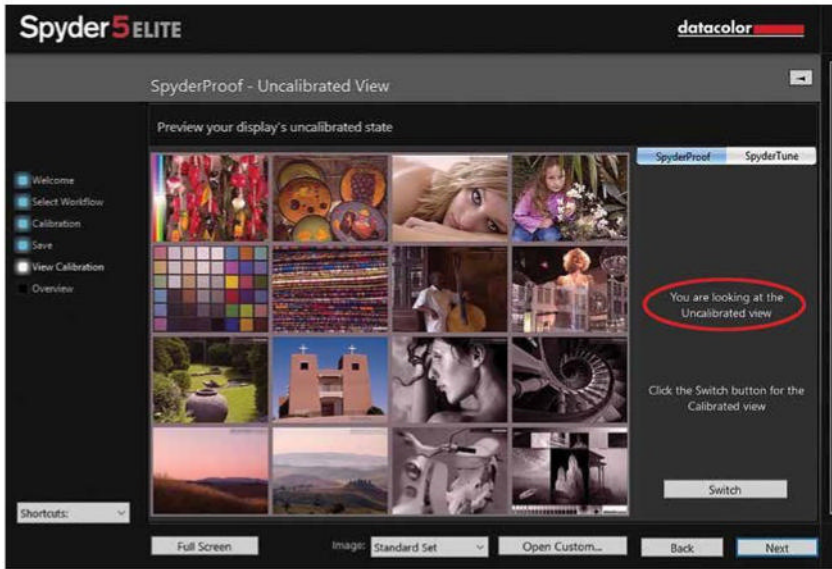 Spyder5ELITE
datacolor
SpyderProof - Uncalibrated View
Preview your display's uncalibrated state
SpyderProof
SpyderTune
Welcome
Select Workflow
Calibration
Save
View Calibration
Overview
You are looking at the
Uncalibrated view
Click the Switch button for the
Calibrated view
Switch
Shortcuts:
Full Screen
Image:
Standard Set
Open Custom...
Back
Next